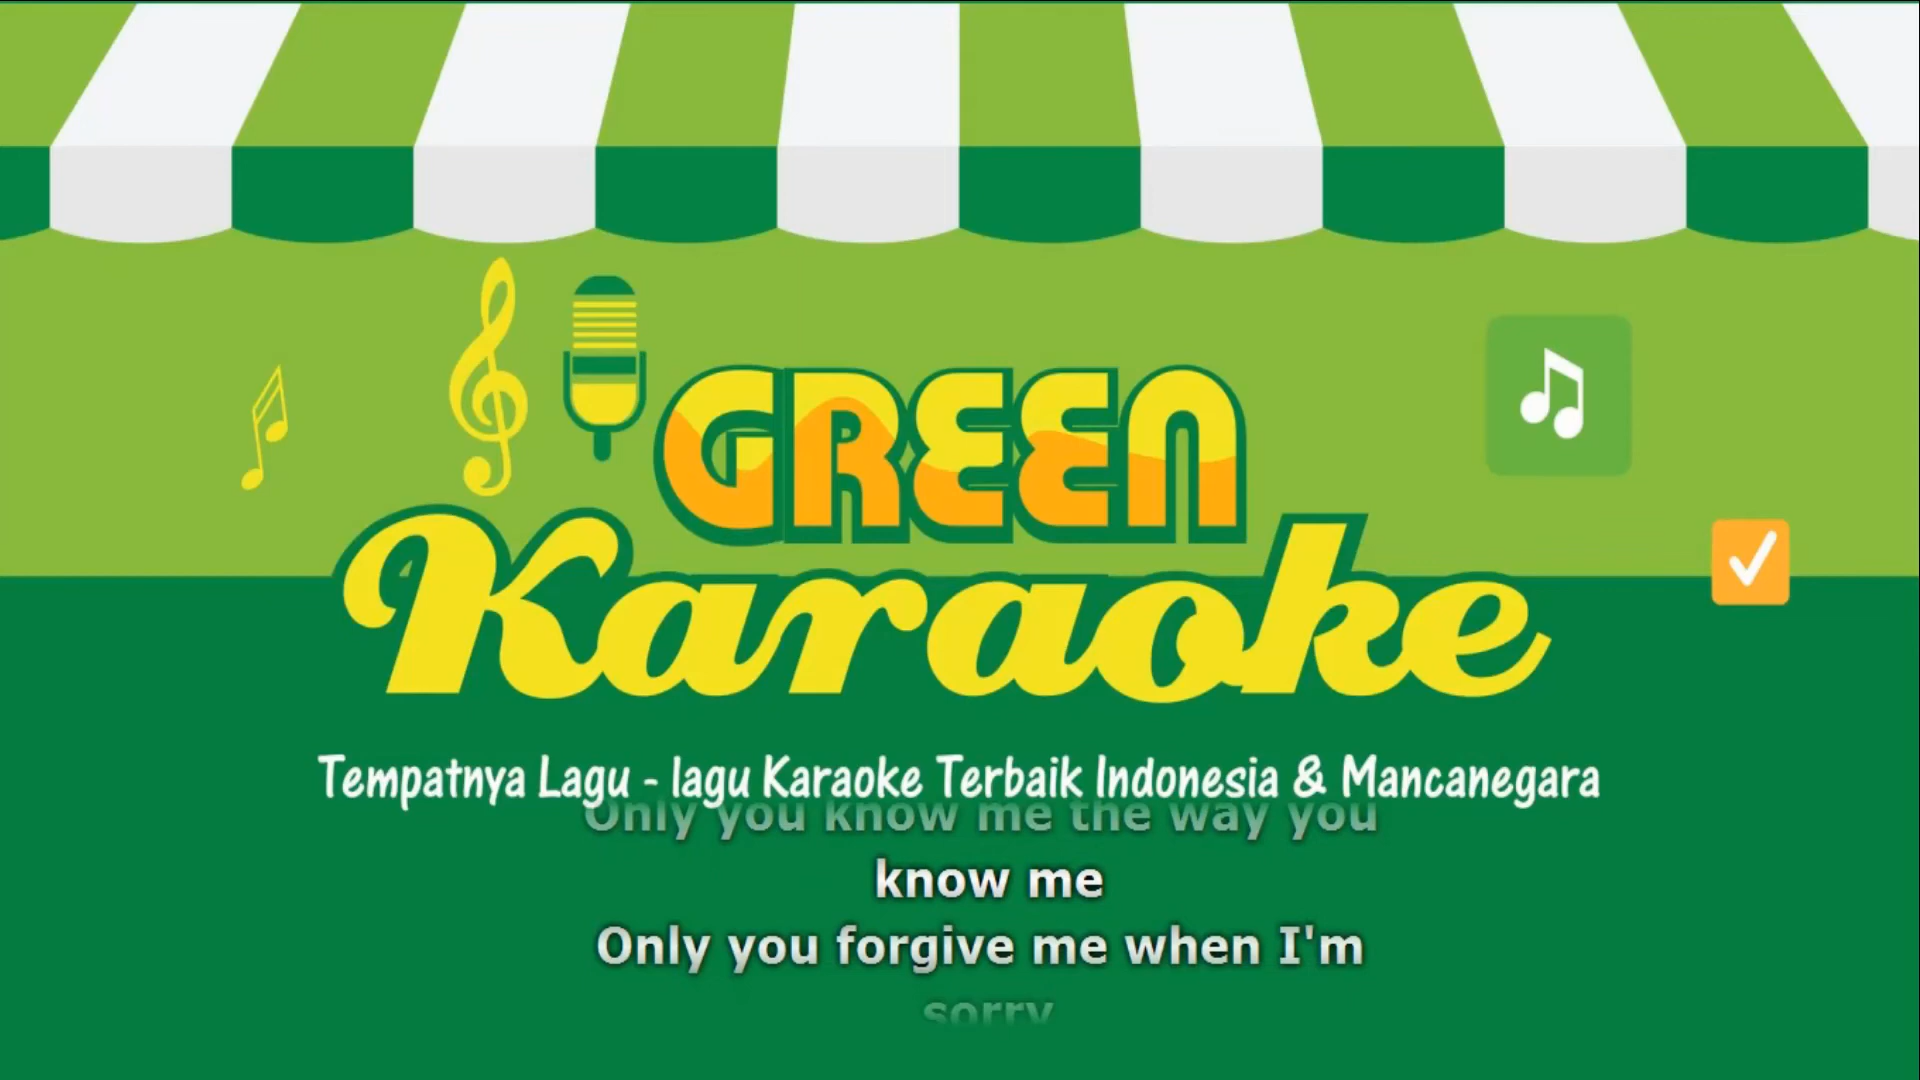 GREEN
Karaoke
Tempatnya Lagu - lagu Karaoke Terbaik Indonesia & Mancanegara
Only you know me the way you
know me
Only you forgive me when I'm
sorry